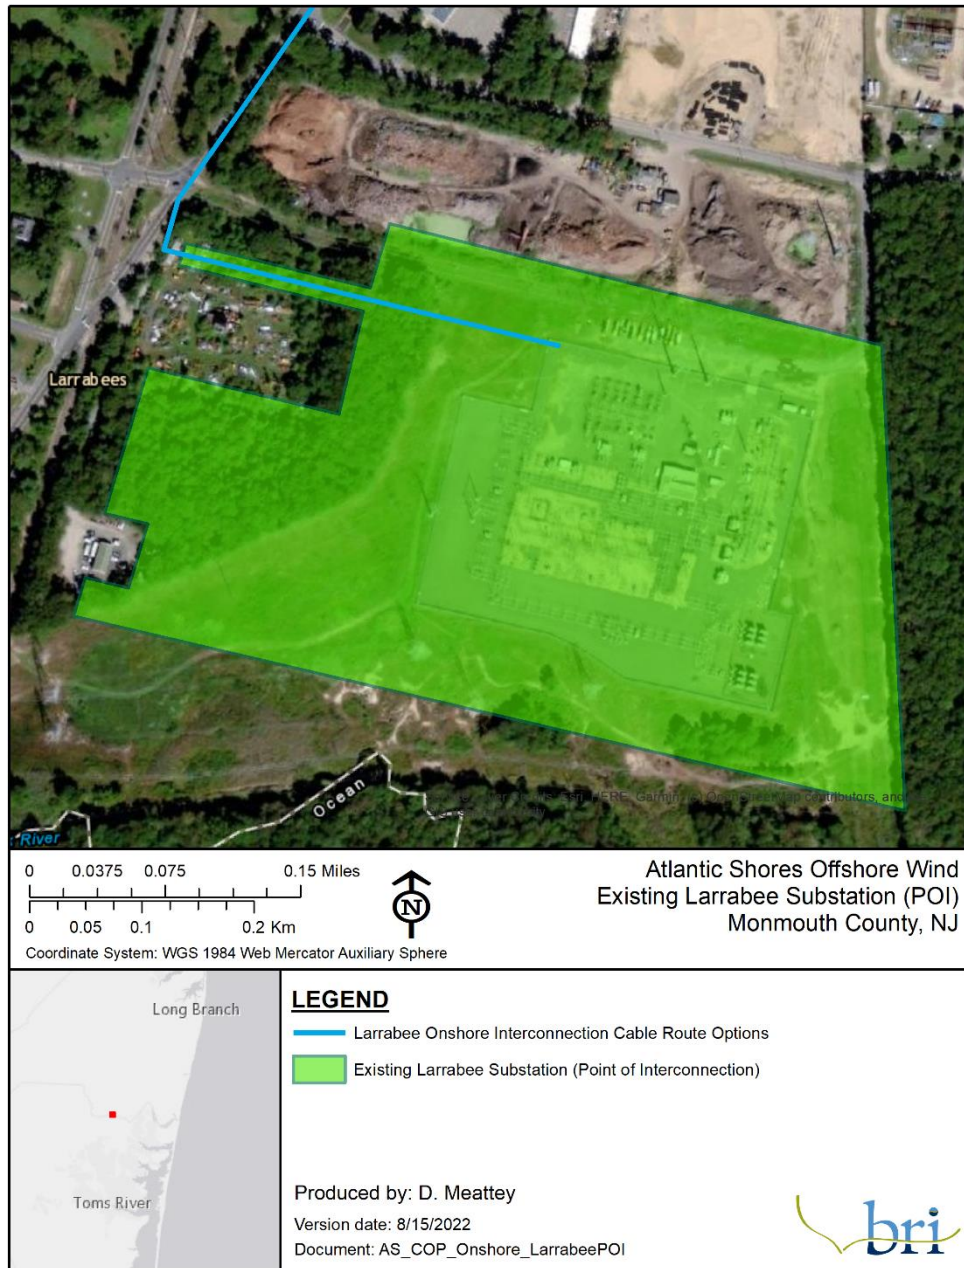 Larrabees
Ocean
River
0 0.0375 0.075 0.15 Miles
0 0.05 0.1 0.2 Km
Coordinate System: WGS 1984 Web Mercator Auxiliary Sphere
N
Atlantic Shores Offshore Wind
Existing Larrabee Substation (POI)
Monmouth County, NJ
Long Branch
Toms River
LEGEND
Larrabee Onshore Interconnection Cable Route Options
Existing Larrabee Substation (Point of Interconnection)
Produced by: D. Meattey
Version date: 8/15/2022
Document: AS_COP_Onshore_LarrabeePOI
bri